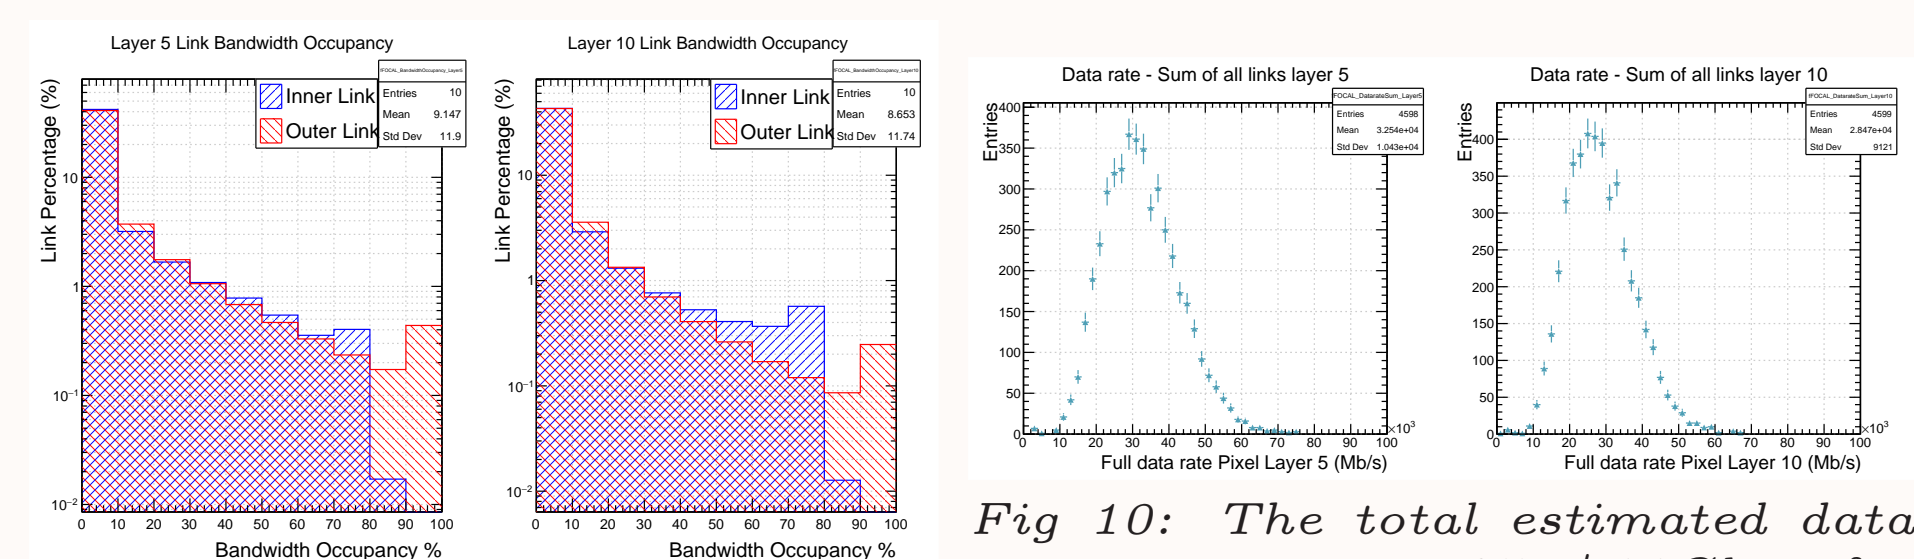 Layer 5 Link Bandwidth Occupancy
Link Percentage (%)
10
1
10⁻¹
10⁻²
0 10 20 30 40 50 60 70 80 90 100
Bandwidth Occupancy %
Inner Link
Outer Link
fFOCAL_BandwidthOccupancy_Layer5
Entries 10
Mean 9.147
Std Dev 11.9
Layer 10 Link Bandwidth Occupancy
Link Percentage (%)
10
1
10⁻¹
10⁻²
0 10 20 30 40 50 60 70 80 90 100
Bandwidth Occupancy %
Inner Link
Outer Link
fFOCAL_BandwidthOccupancy_Layer10
Entries 10
Mean 8.653
Std Dev 11.74
Data rate - Sum of all links layer 5
Entries
400
350
300
250
200
150
100
50
0
0 10 20 30 40 50 60 70 80 90 100
×10³
Full data rate Pixel Layer 5 (Mb/s)
fFOCAL_DatarateSum_Layer5
Entries 4598
Mean 3.254e+04
Std Dev 1.043e+04
Data rate - Sum of all links layer 10
Entries
400
350
300
250
200
150
100
50
0
0 10 20 30 40 50 60 70 80 90 100
×10³
Full data rate Pixel Layer 10 (Mb/s)
fFOCAL_DatarateSum_Layer10
Entries 4599
Mean 2.847e+04
Std Dev 9121
Fig 10: The total estimated data